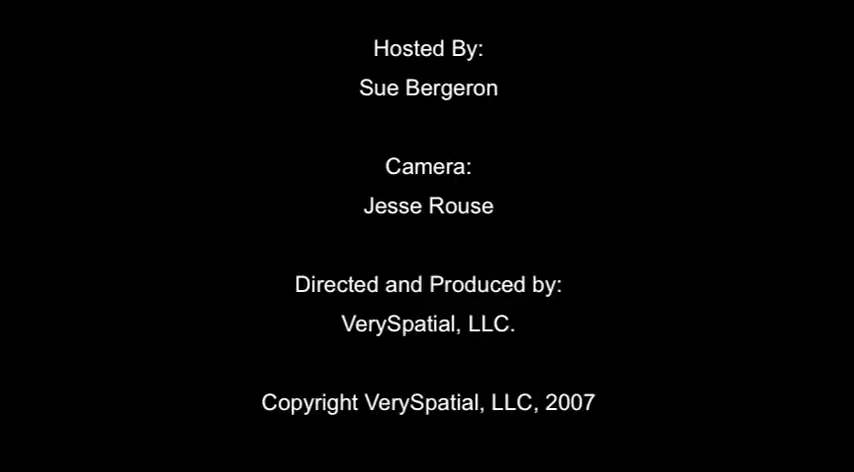 Hosted By:
Sue Bergeron
Camera:
Jesse Rouse
Directed and Produced by:
VerySpatial, LLC.
Copyright VerySpatial, LLC, 2007